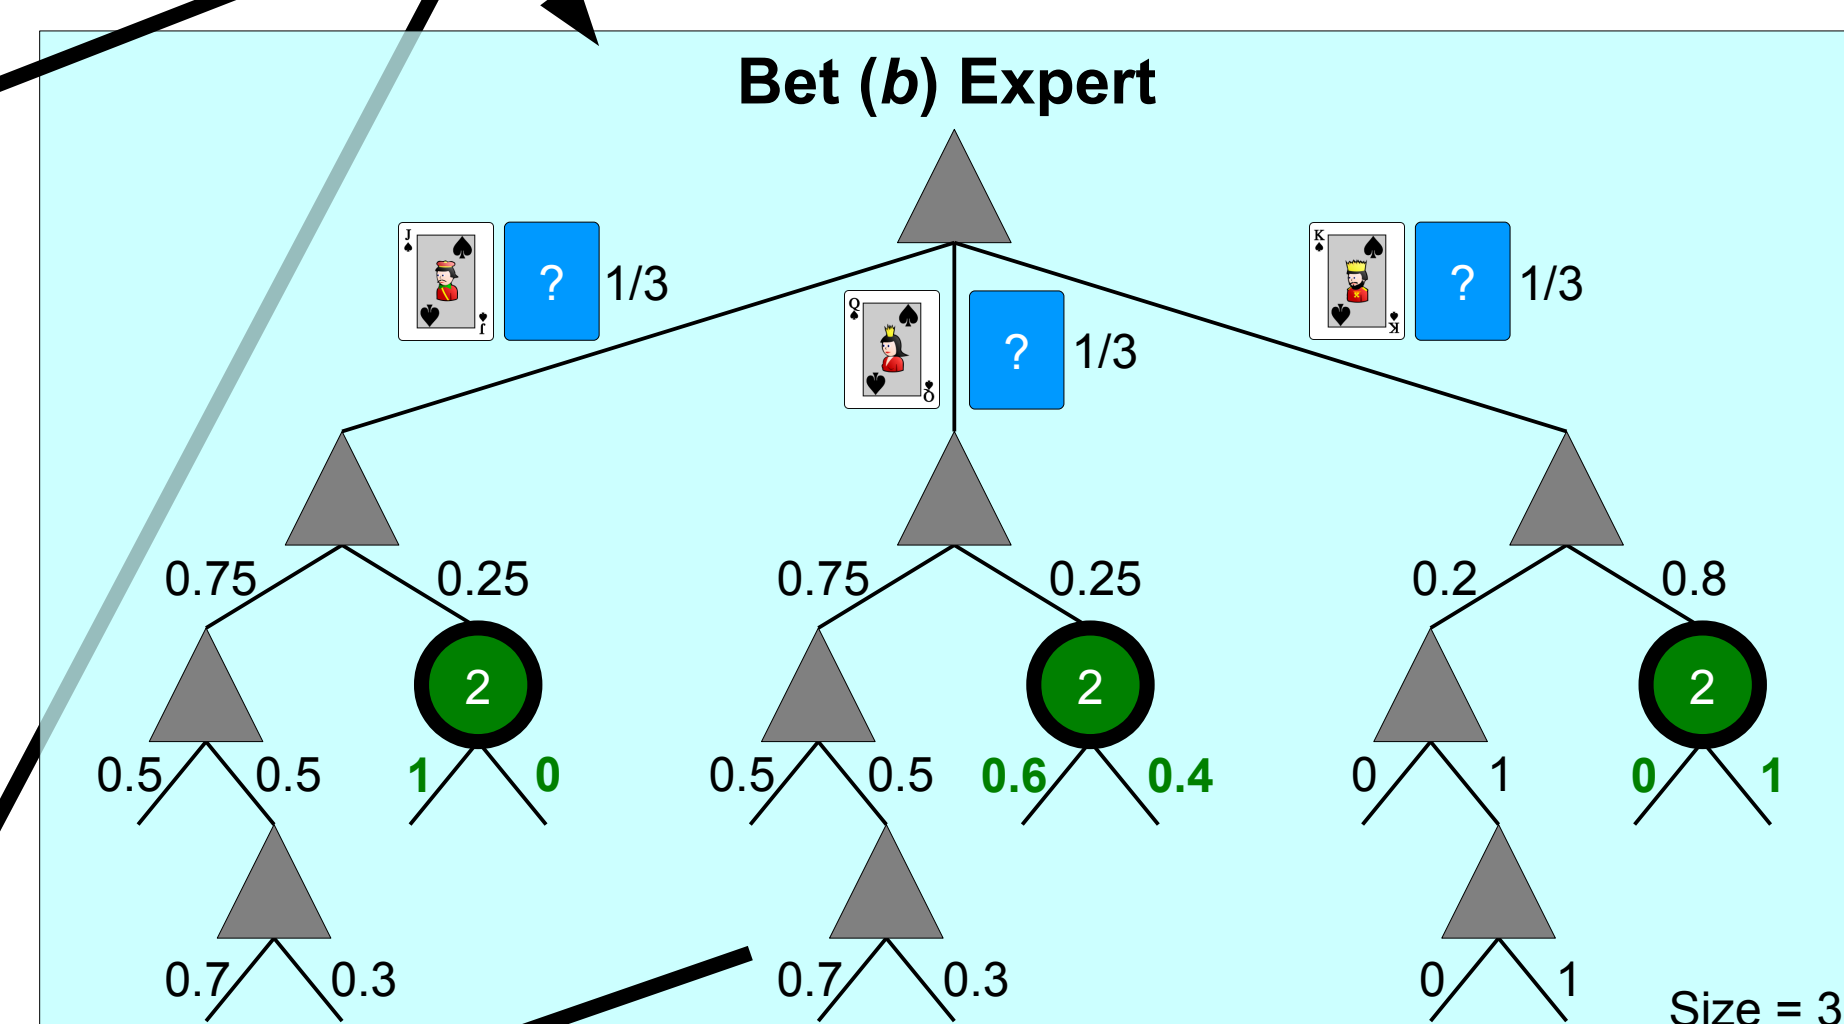 Bet (b) Expert
J ? 1/3
J
K ? 1/3
K
Q ? 1/3
Q
0.75 0.25 0.75 0.25 0.2 0.8
2 2 2
0.5 0.5 1 0 0.5 0.5 0.6 0.4 0 1 0 1
0.7 0.3 0.7 0.3 0 1
Size = 3